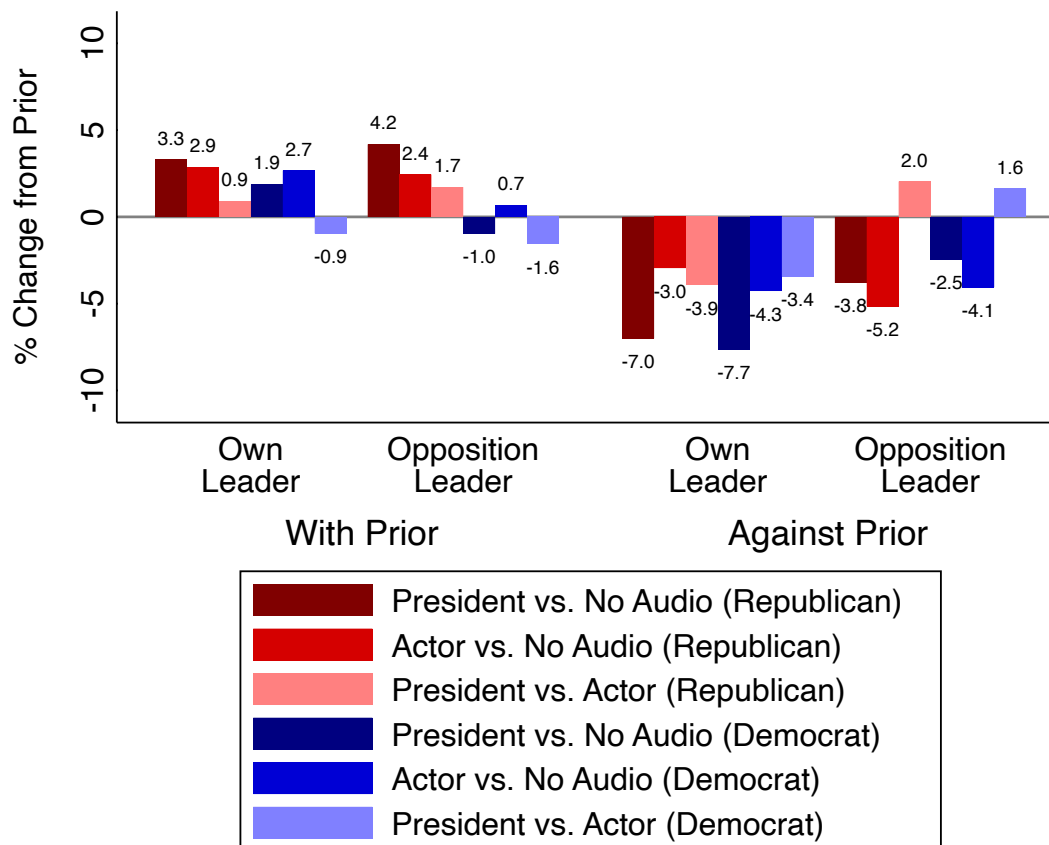 % Change from Prior
10
5
0
-5
-10
3.3
2.9
0.9
1.9
2.7
-0.9
4.2
2.4
1.7
-1.0
0.7
-1.6
-7.0
-3.0
-3.9
-7.7
-4.3
-3.4
-3.8
-5.2
2.0
-2.5
-4.1
1.6
Own
Leader
Opposition
Leader
Own
Leader
Opposition
Leader
With Prior
Against Prior
President vs. No Audio (Republican)
Actor vs. No Audio (Republican)
President vs. Actor (Republican)
President vs. No Audio (Democrat)
Actor vs. No Audio (Democrat)
President vs. Actor (Democrat)